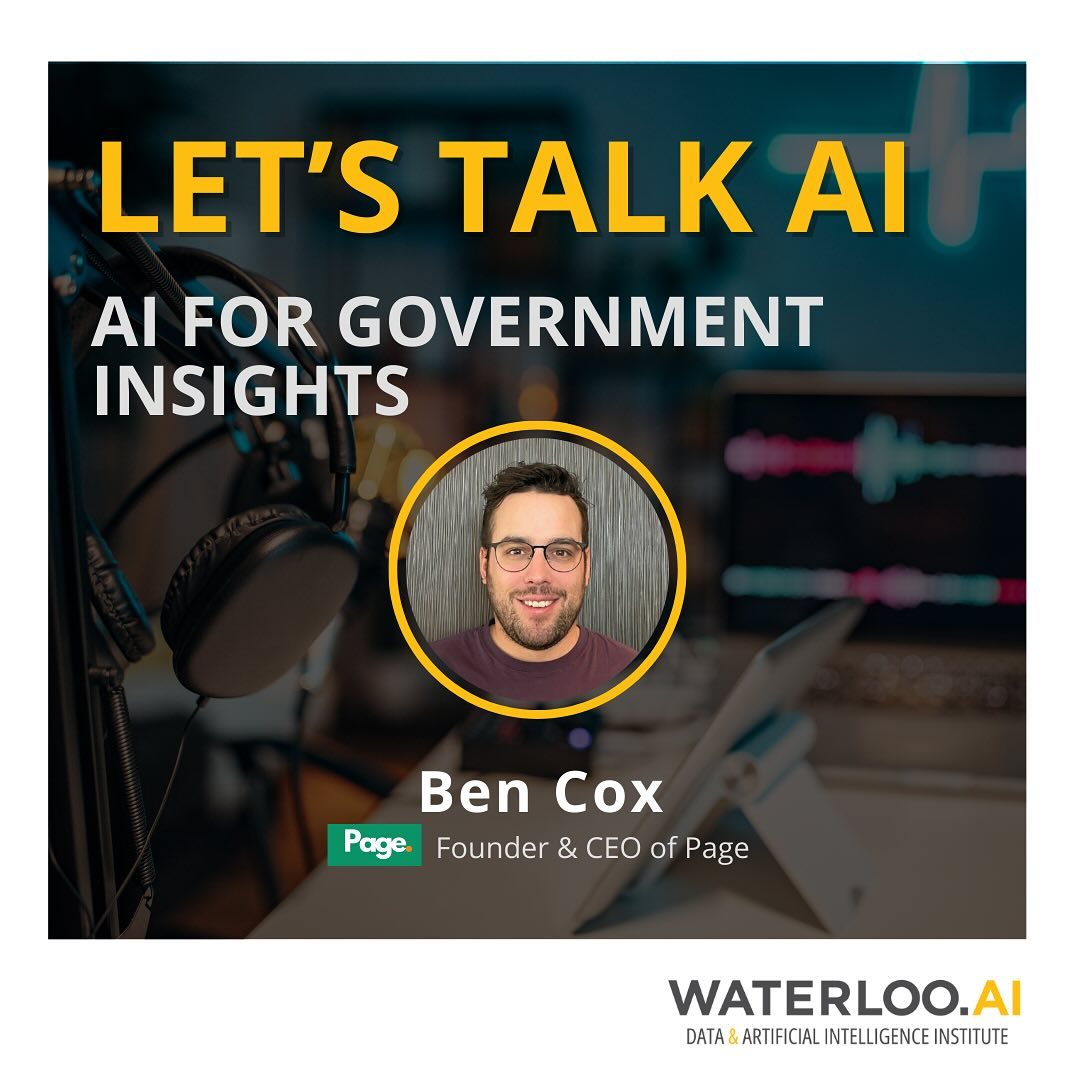 LET'S TALK AI
AI FOR GOVERNMENT
INSIGHTS
Ben Cox
Page. Founder & CEO of Page
WATERLOO.AI
DATA & ARTIFICIAL INTELLIGENCE INSTITUTE